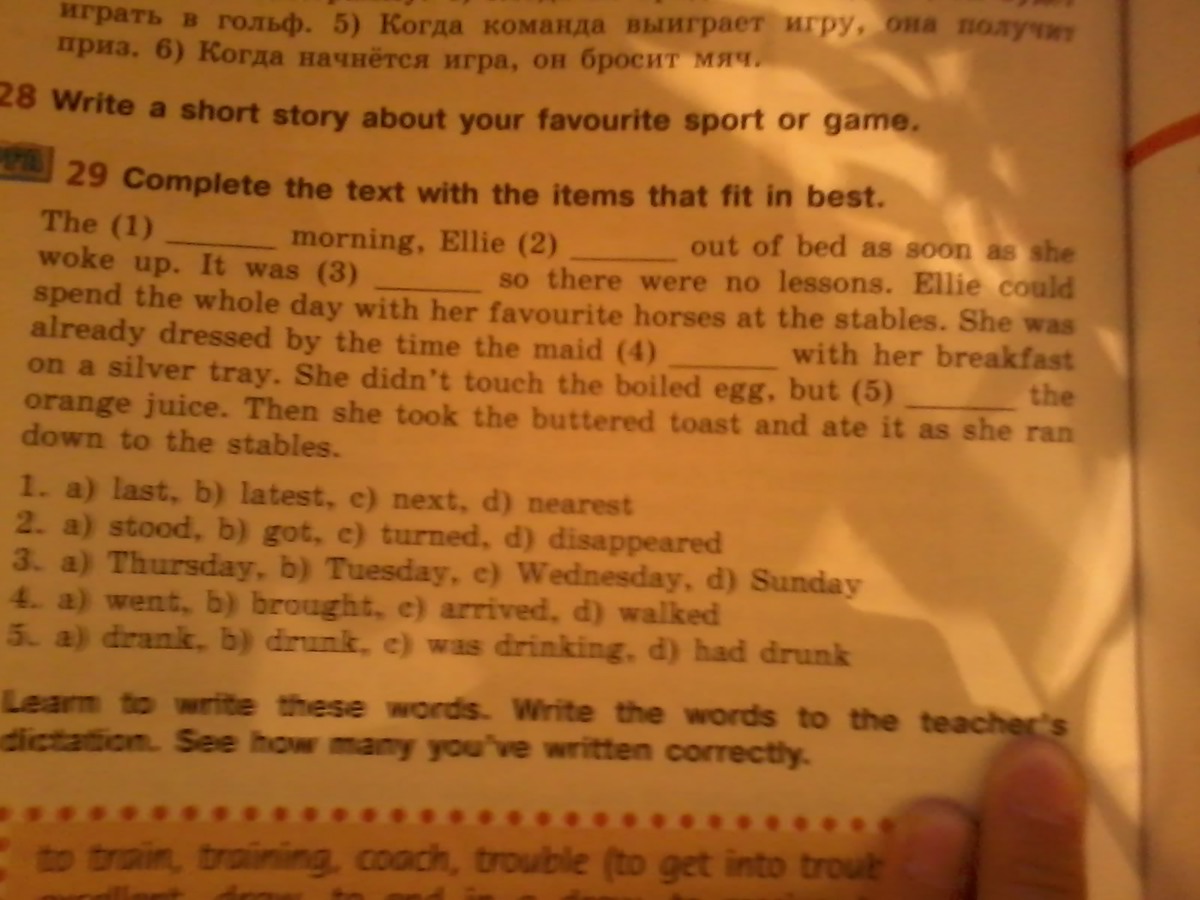 играть в гольф. 5) Когда команда выиграет игру, она получит
приз. 6) Когда начнётся игра, он бросит мяч.
28 Write a short story about your favourite sport or game.
29 Complete the text with the items that fit in best.
The (1) ______ morning, Ellie (2) ______ out of bed as soon as she
woke up. It was (3) ______ so there were no lessons. Ellie could
spend the whole day with her favourite horses at the stables. She was
already dressed by the time the maid (4) ______ with her breakfast
on a silver tray. She didn't touch the boiled egg, but (5) ______ the
orange juice. Then she took the buttered toast and ate it as she ran
down to the stables.
1. a) last, b) latest, c) next, d) nearest
2. a) stood, b) got, c) turned, d) disappeared
3. a) Thursday, b) Tuesday, c) Wednesday, d) Sunday
4. a) went, b) brought, c) arrived, d) walked
5. a) drank, b) drunk, c) was drinking, d) had drunk
Learn to write these words. Write the words to the teacher's
dictation. See how many you've written correctly.
to train, training, coach, trouble (to get into